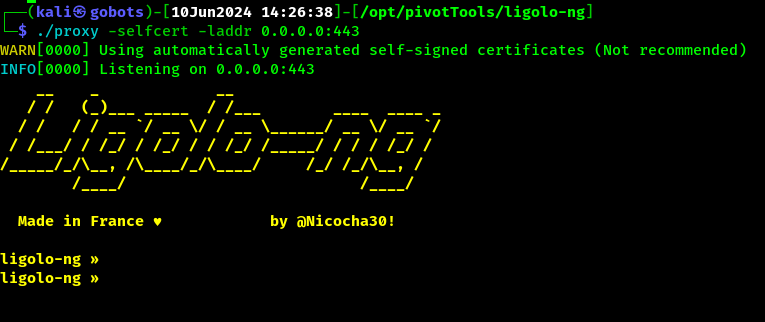 ┌──(kali㉿gobots)-[10Jun2024 14:26:38]-[/opt/pivotTools/ligolo-ng]
└─$ ./proxy -selfcert -laddr 0.0.0.0:443
WARN[0000] Using automatically generated self-signed certificates (Not recommended)
INFO[0000] Listening on 0.0.0.0:443
Ligolo-ng
Made in France ♥ by @Nicocha30!
ligolo-ng »
ligolo-ng »